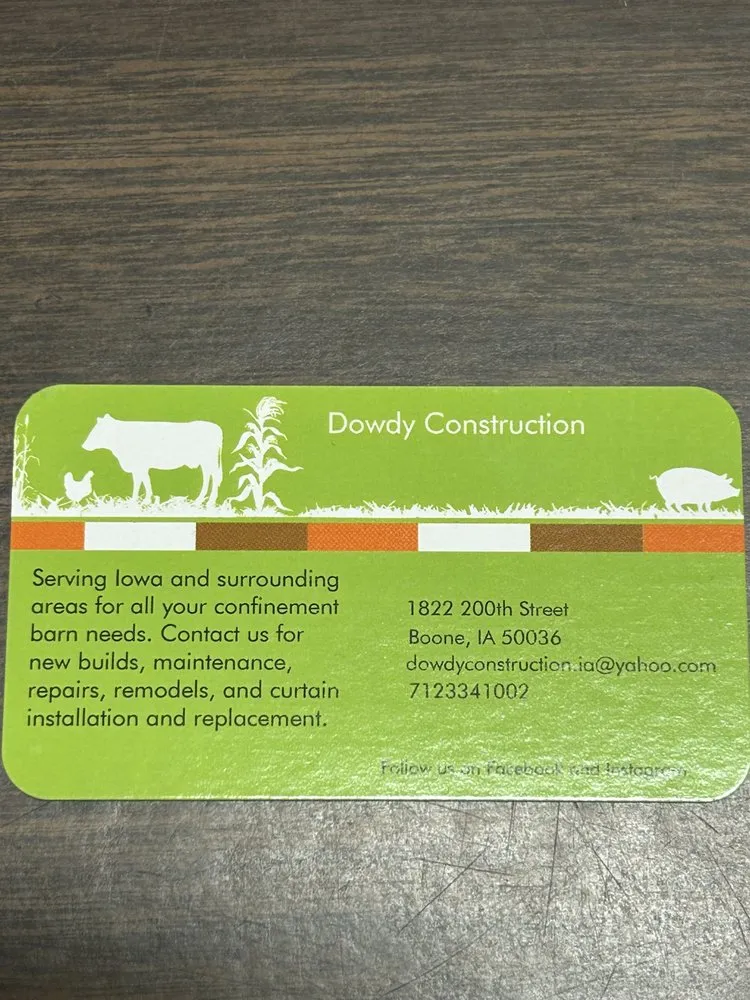 Dowdy Construction
Serving Iowa and surrounding
areas for all your confinement
barn needs. Contact us for
new builds, maintenance,
repairs, remodels, and curtain
installation and replacement.
1822 200th Street
Boone, IA 50036
dowdyconstruction.ia@yahoo.com
7123341002
Follow us on Facebook and Instagram